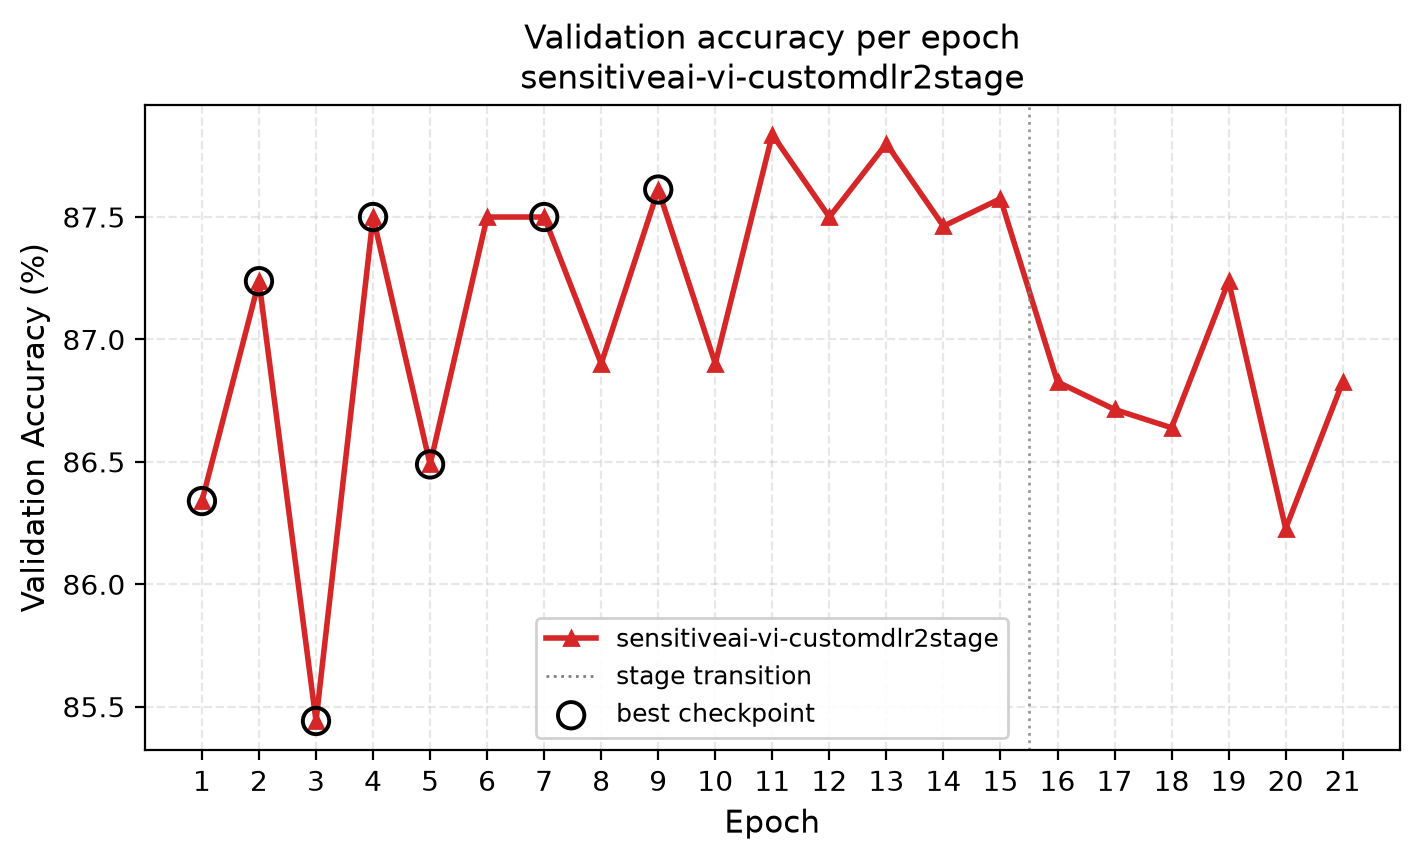 Validation accuracy per epoch
sensitiveai-vi-customdlr2stage
Validation Accuracy (%)
87.5
87.0
86.5
86.0
85.5
sensitiveai-vi-customdlr2stage
stage transition
best checkpoint
1 2 3 4 5 6 7 8 9 10 11 12 13 14 15 16 17 18 19 20 21
Epoch